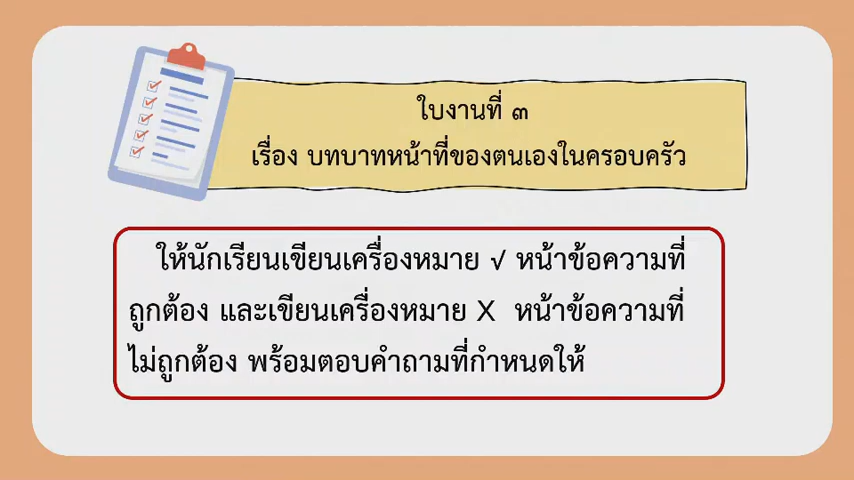 ใบงานที่ ๓
เรื่อง บทบาทหน้าที่ของตนเองในครอบครัว
ให้นักเรียนเขียนเครื่องหมาย √ หน้าข้อความที่
ถูกต้อง และเขียนเครื่องหมาย X หน้าข้อความที่
ไม่ถูกต้อง พร้อมตอบคำถามที่กำหนดให้